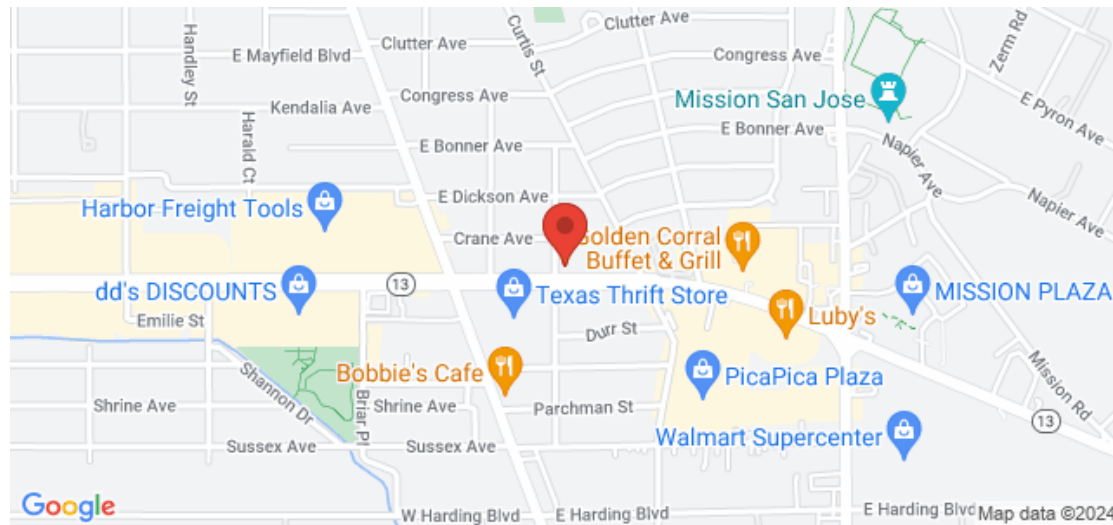 Clutter Ave
Clutter Ave
Handley St
E Mayfield Blvd
Curtis St
Congress Ave
Zerm Rd
Kendalia Ave
Congress Ave
Mission San Jose
E Pyron Ave
Harald Ct
E Bonner Ave
E Bonner Ave
Napier Ave
E Dickson Ave
Napier Ave
Harbor Freight Tools
Crane Ave
Golden Corral
Buffet & Grill
13
dd's DISCOUNTS
Texas Thrift Store
MISSION PLAZA
Emilie St
Durr St
Luby's
Bobbie's Cafe
PicaPica Plaza
Mission Rd
Shannon Dr
Briar Pl
Shrine Ave
Shrine Ave
Parchman St
13
Sussex Ave
Sussex Ave
Walmart Supercenter
Google
W Harding Blvd
E Harding Blvd
E Harding Blvd
Map data ©2024